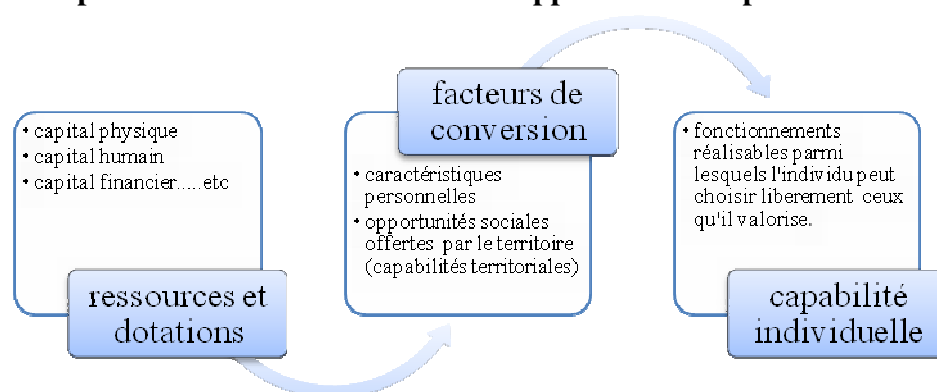 • capital physique
• capital humain
• capital financier.....etc
ressources et
dotations
facteurs de
conversion
• caractéristiques
personnelles
• opportunités sociales
offertes par le territoire
(capabilités territoriales)
• fonctionnements
réalisables parmi
lesquels l'individu peut
choisir liberement ceux
qu'il valorise.
capabilité
individuelle